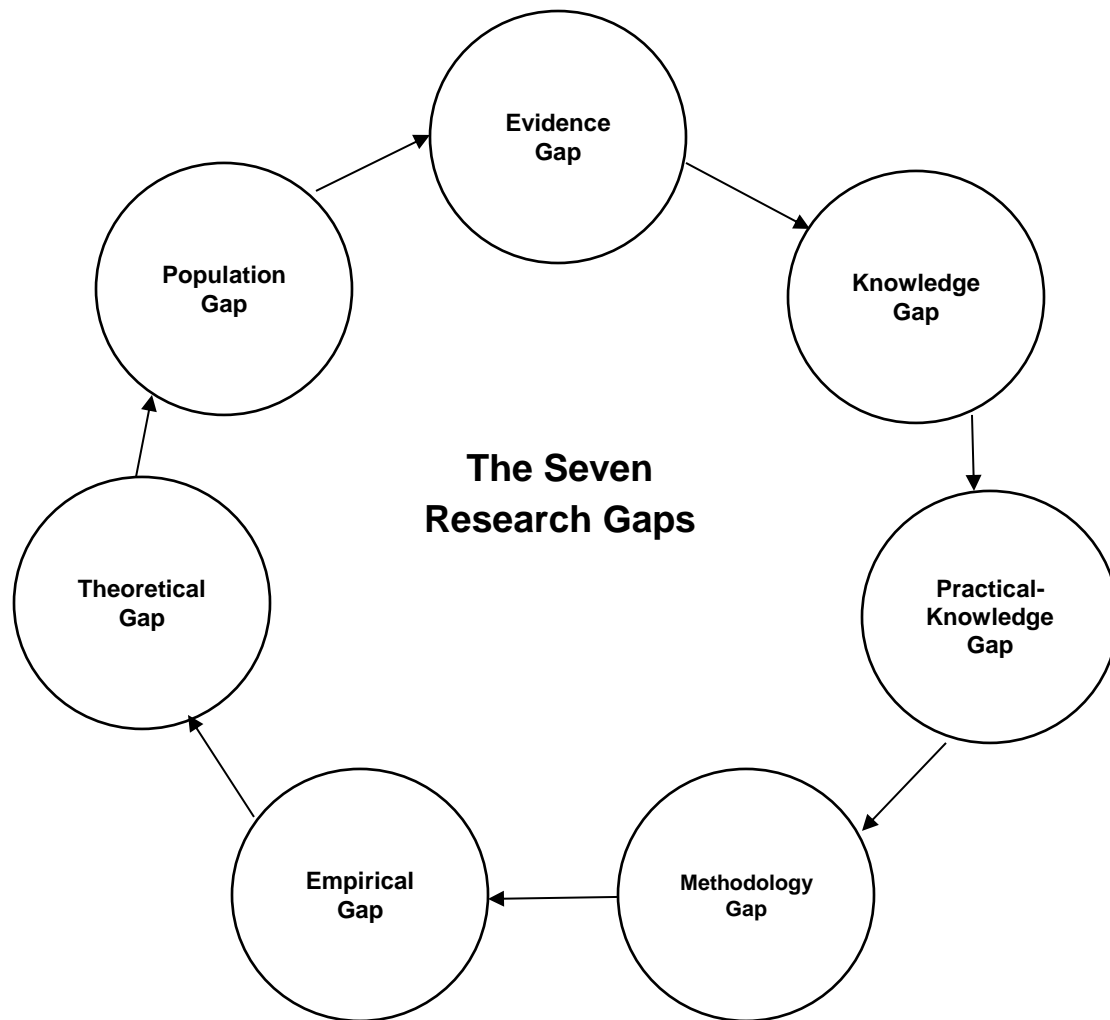 Evidence
Gap
Knowledge
Gap
Practical-
Knowledge
Gap
Methodology
Gap
Empirical
Gap
Theoretical
Gap
Population
Gap
The Seven
Research Gaps